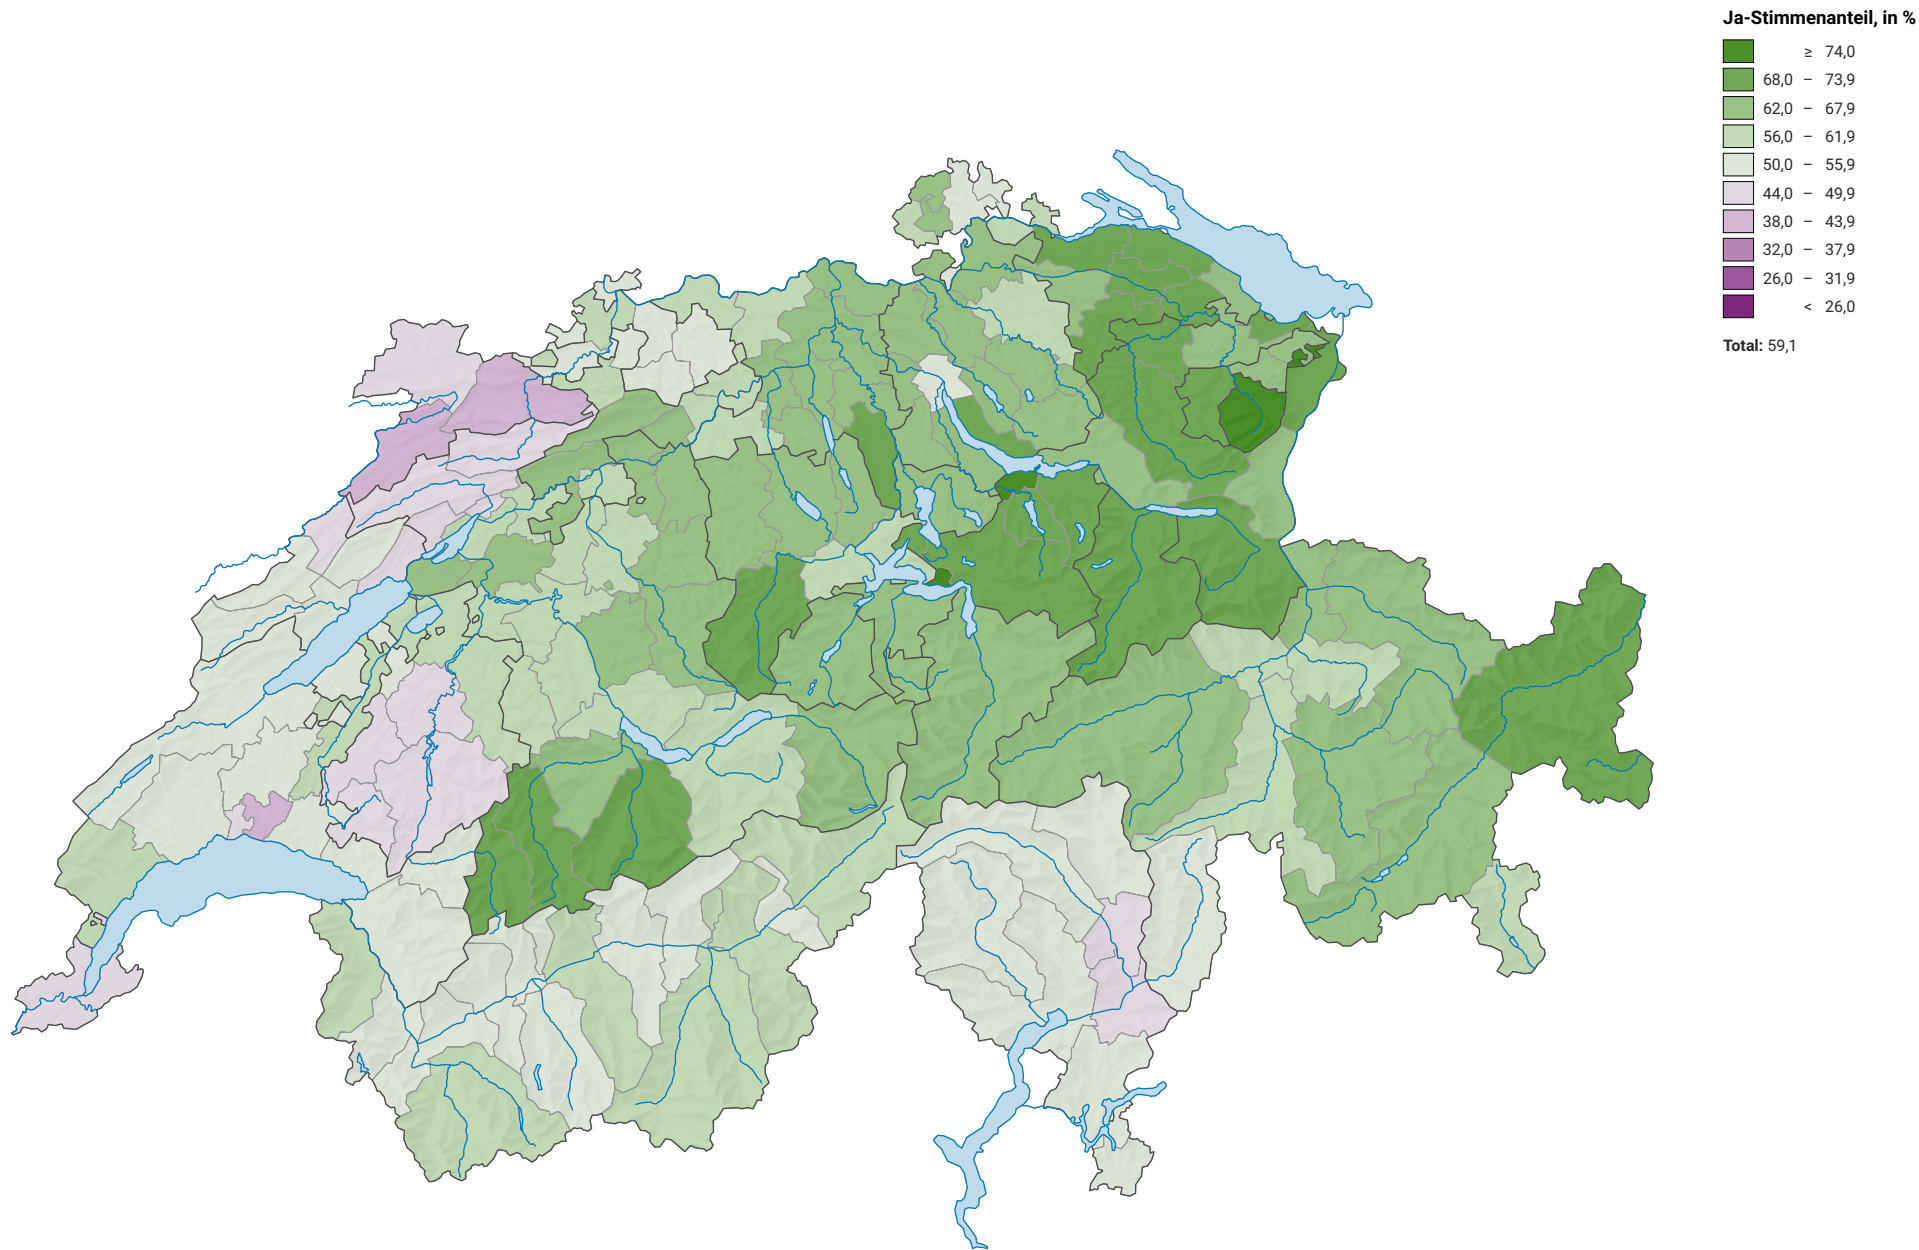 Ja-Stimmenanteil, in %
≥ 74,0
68,0 – 73,9
62,0 – 67,9
56,0 – 61,9
50,0 – 55,9
44,0 – 49,9
38,0 – 43,9
32,0 – 37,9
26,0 – 31,9
< 26,0
Total: 59,1